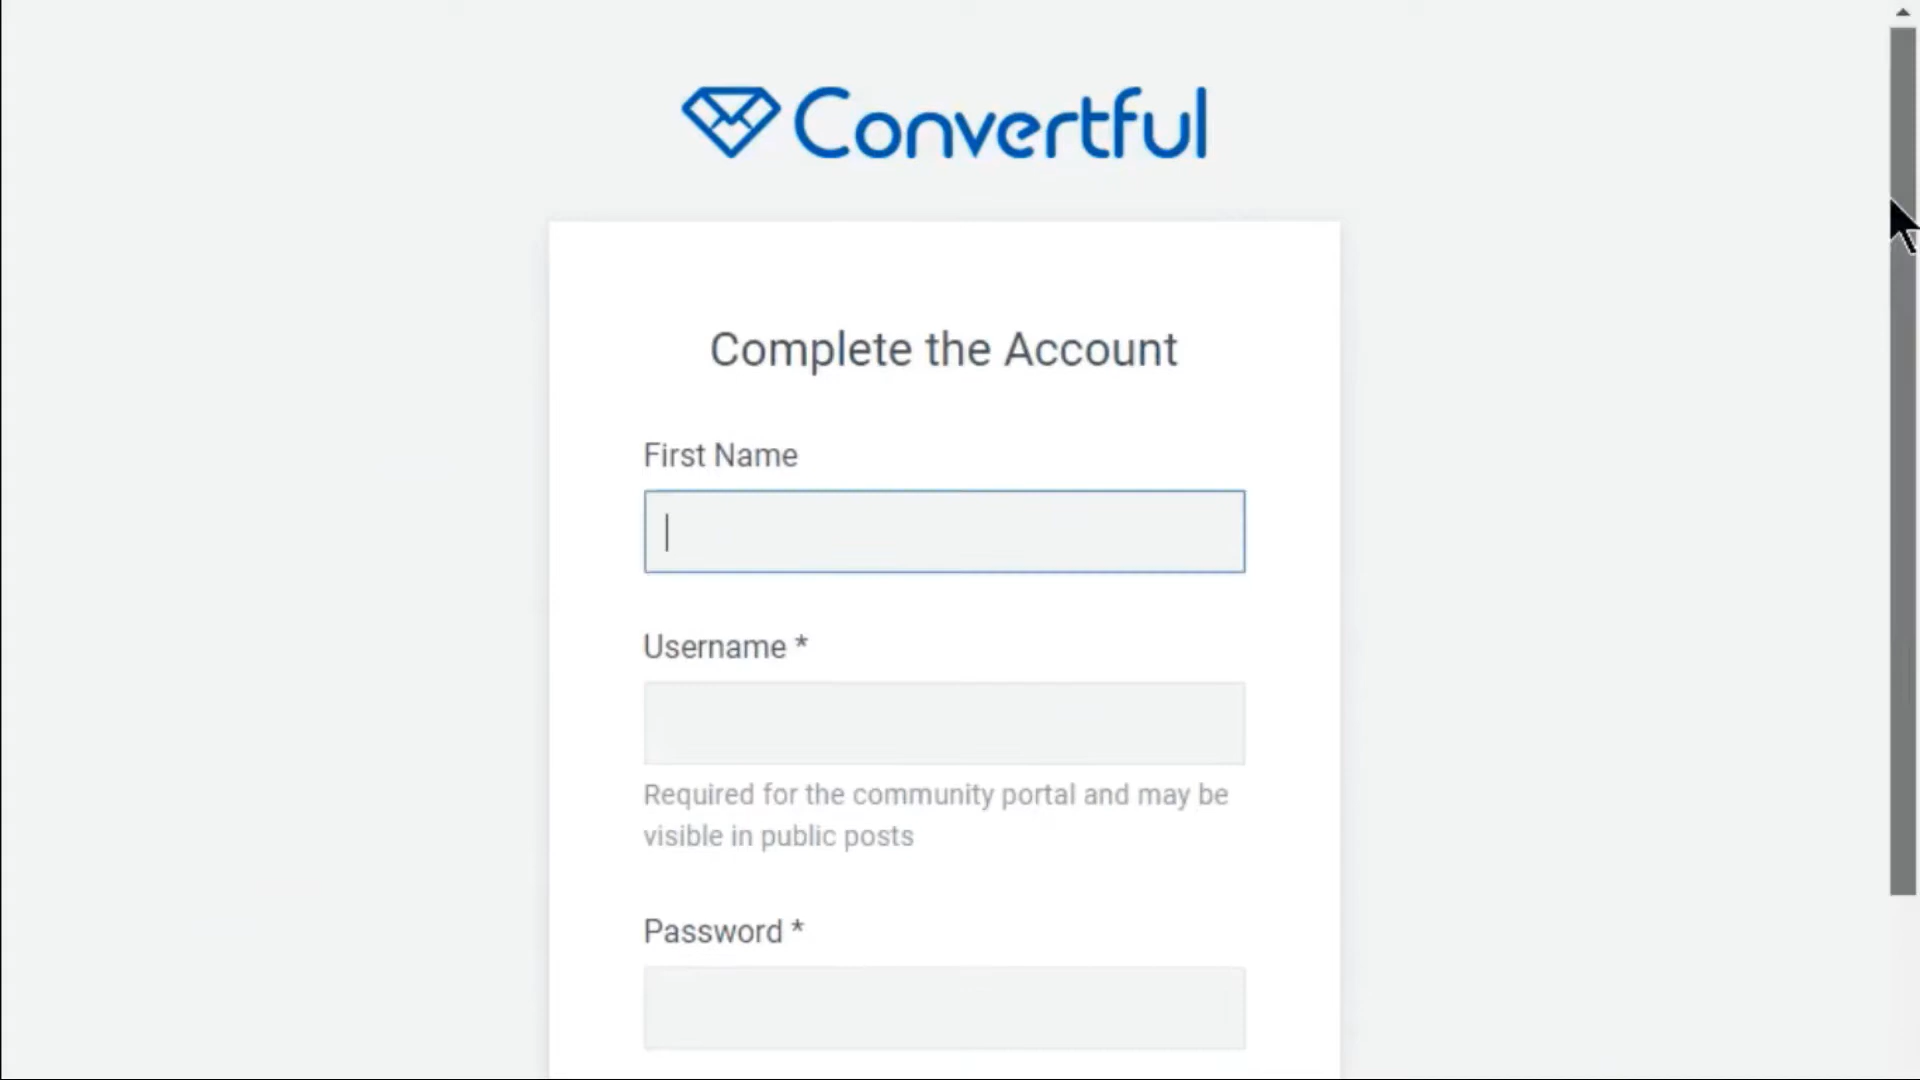 Convertful
Complete the Account
First Name
Username *
Required for the community portal and may be
visible in public posts
Password *